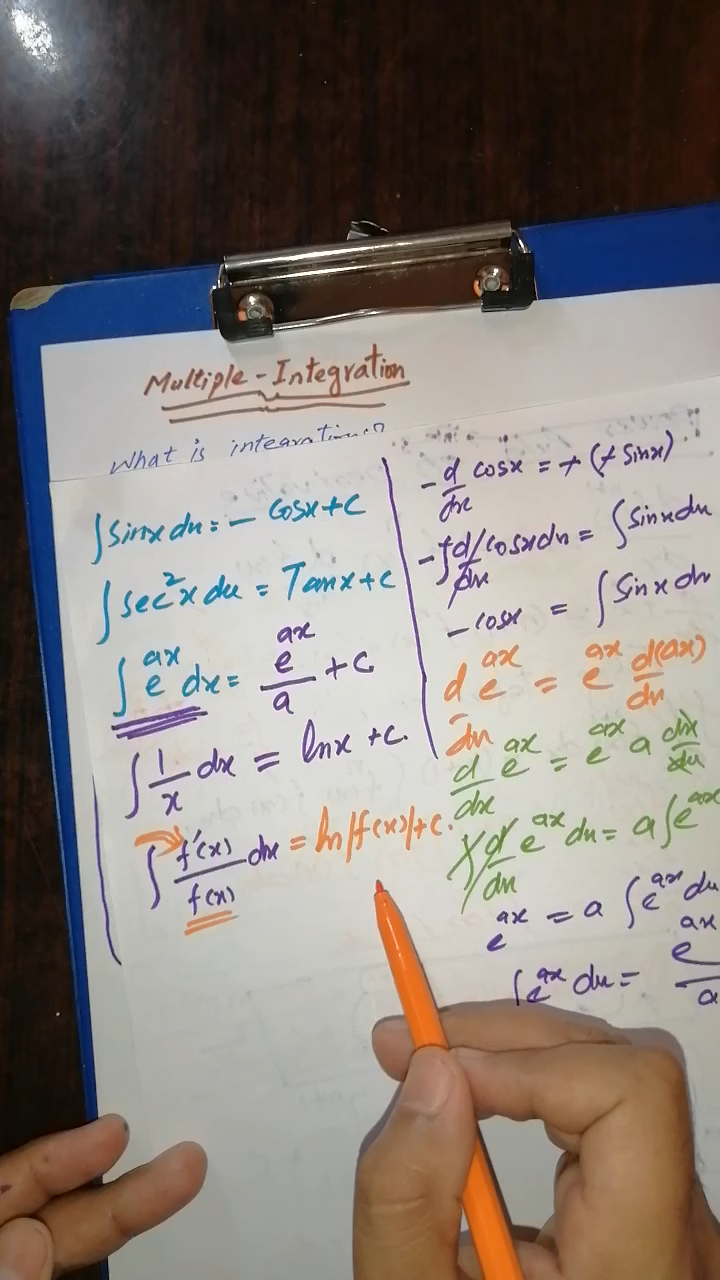 Multiple-Integration
What is integration?
∫sinx dx = - cosx + c
∫sec²x dx = Tanx + c
∫e^ax dx = e^ax/a + c
∫1/x dx = lnx + c.
∫f'(x)/f(x) dx = ln|f(x)| + c.
-d/dx cosx = + (+ sinx)
-∫d/dx cosx dx = ∫sinx dx
-cosx = ∫sinx dx
d/dx e^ax = e^ax d(ax)/dx
d/dx e^ax = e^ax a dx/dx
∫d/dx e^ax dx = a∫e^ax
e^ax = a∫e^ax dx
∫e^ax dx = e^ax/a